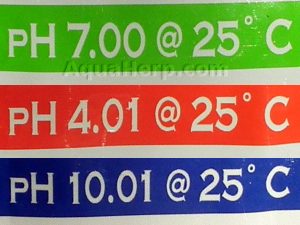 pH 7.00 @ 25° C
AquaHerp.com
pH 4.01 @ 25° C
pH 10.01 @ 25° C